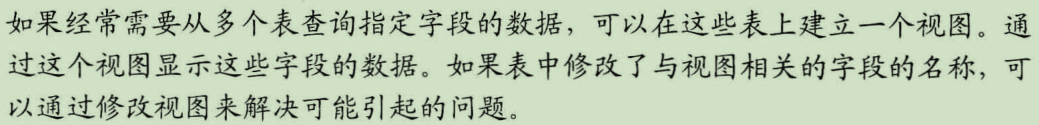 如果经常需要从多个表查询指定字段的数据，可以在这些表上建立一个视图。通
过这个视图显示这些字段的数据。如果表中修改了与视图相关的字段的名称，可
以通过修改视图来解决可能引起的问题。